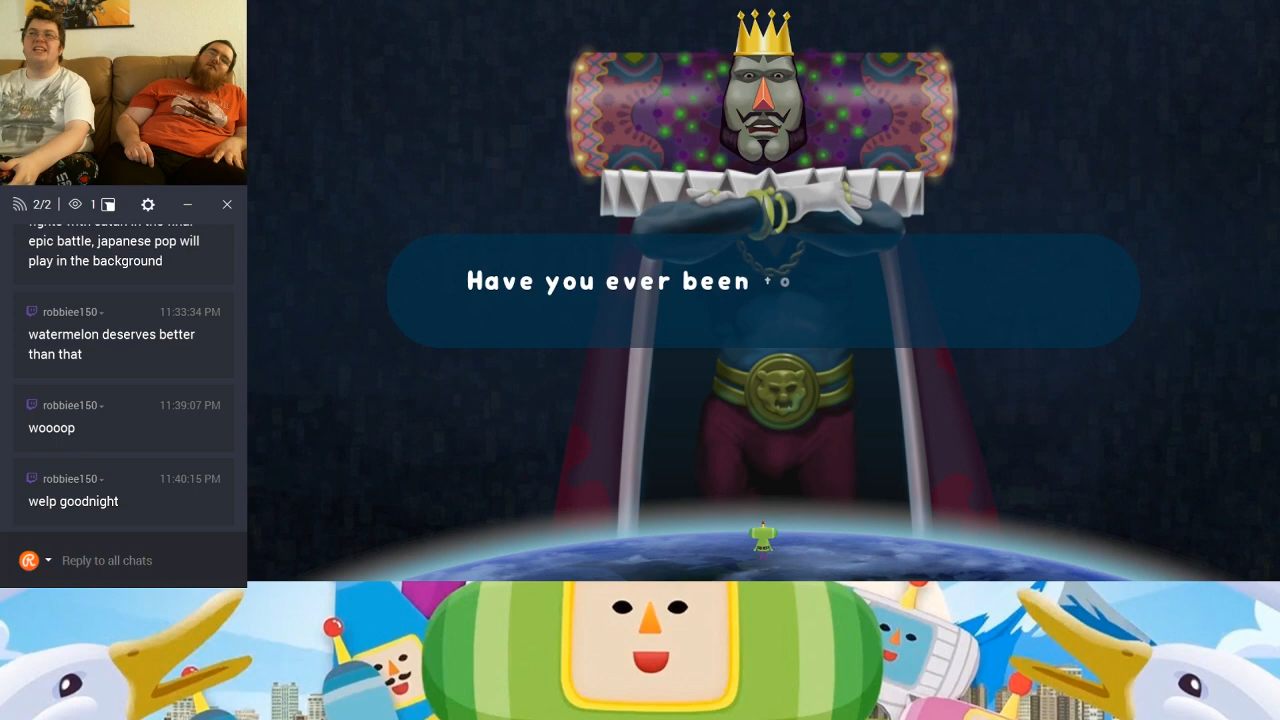 2/2
1
epic battle, japanese pop will
play in the background
robbiee150
11:33:34 PM
watermelon deserves better
than that
robbiee150
11:39:07 PM
woooop
robbiee150
11:40:15 PM
welp goodnight
Reply to all chats
Have you ever been to